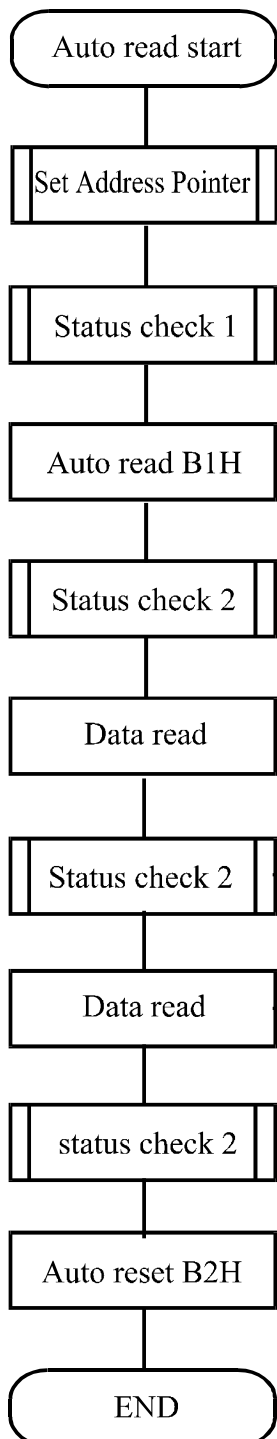 Auto read start
Set Address Pointer
Status check 1
Auto read B1H
Status check 2
Data read
Status check 2
Data read
status check 2
Auto reset B2H
END